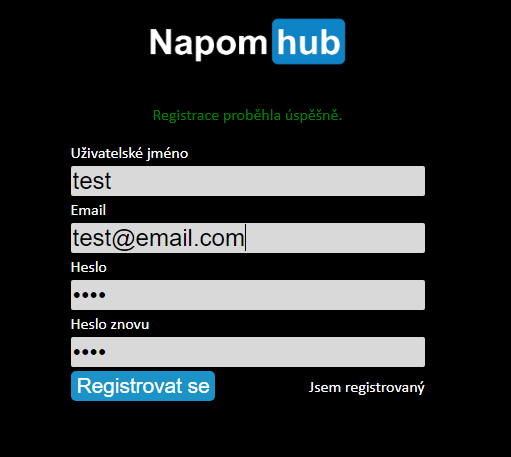 Napom hub
Registrace proběhla úspěšně.
Uživatelské jméno
test
Email
test@email.com
Heslo
••••
Heslo znovu
••••
Registrovat se Jsem registrovaný